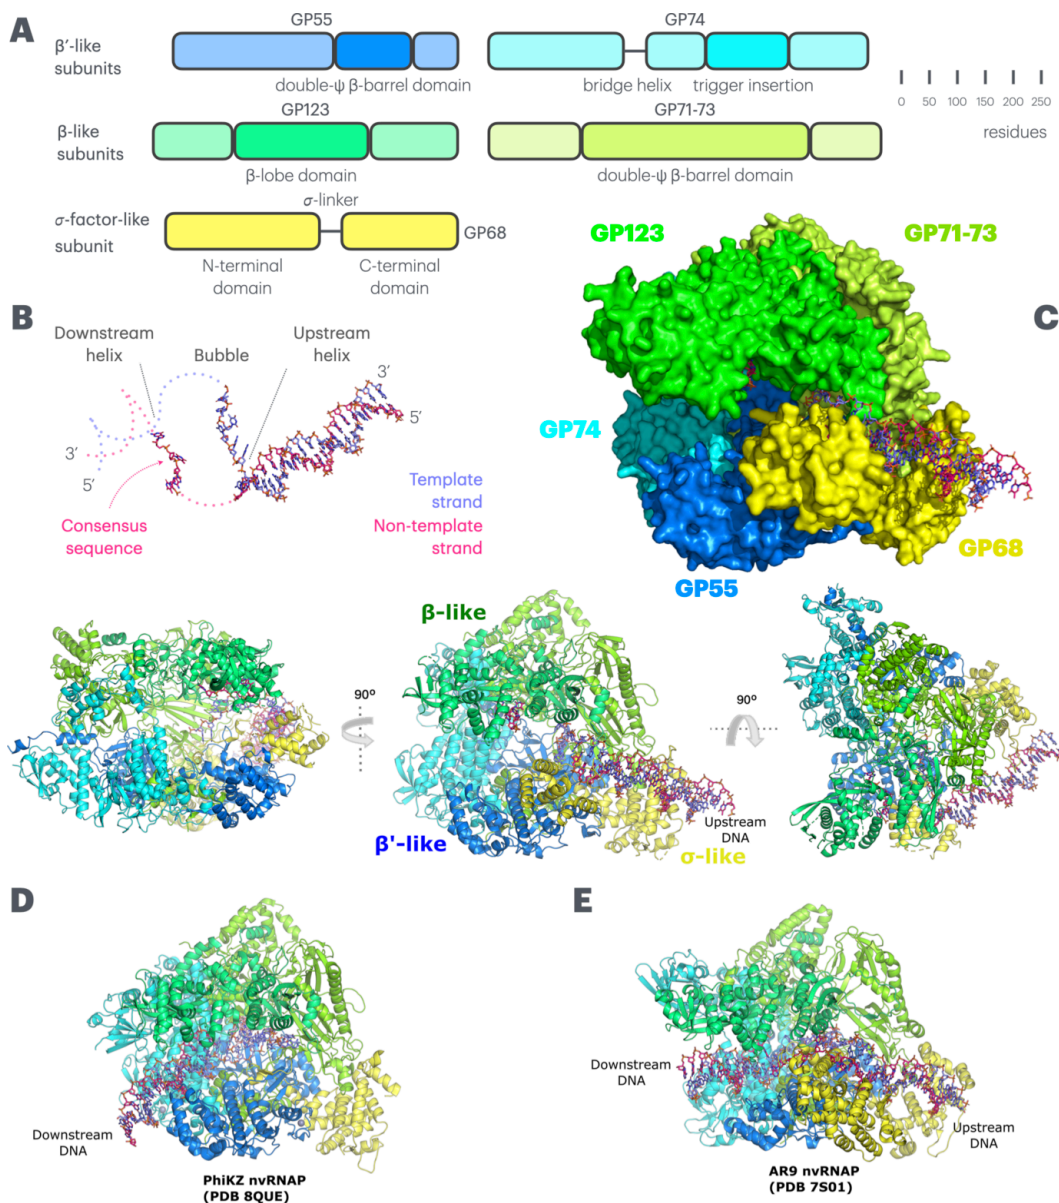 A
GP55
GP74
β′-like
subunits
double-ψ β-barrel domain
bridge helix
trigger insertion
0 50 100 150 200 250
residues
GP123
GP71-73
β-like
subunits
β-lobe domain
double-ψ β-barrel domain
σ-linker
σ-factor-like
subunit
GP68
N-terminal
domain
C-terminal
domain
B
Downstream
helix
Bubble
Upstream
helix
3′
5′
3′
5′
Template
strand
Consensus
sequence
Non-template
strand
C
GP123
GP71-73
GP74
GP68
GP55
β-like
90º
90º
Upstream
DNA
β'-like
σ-like
D
Downstream
DNA
PhiKZ nvRNAP
(PDB 8QUE)
E
Downstream
DNA
Upstream
DNA
AR9 nvRNAP
(PDB 7S01)